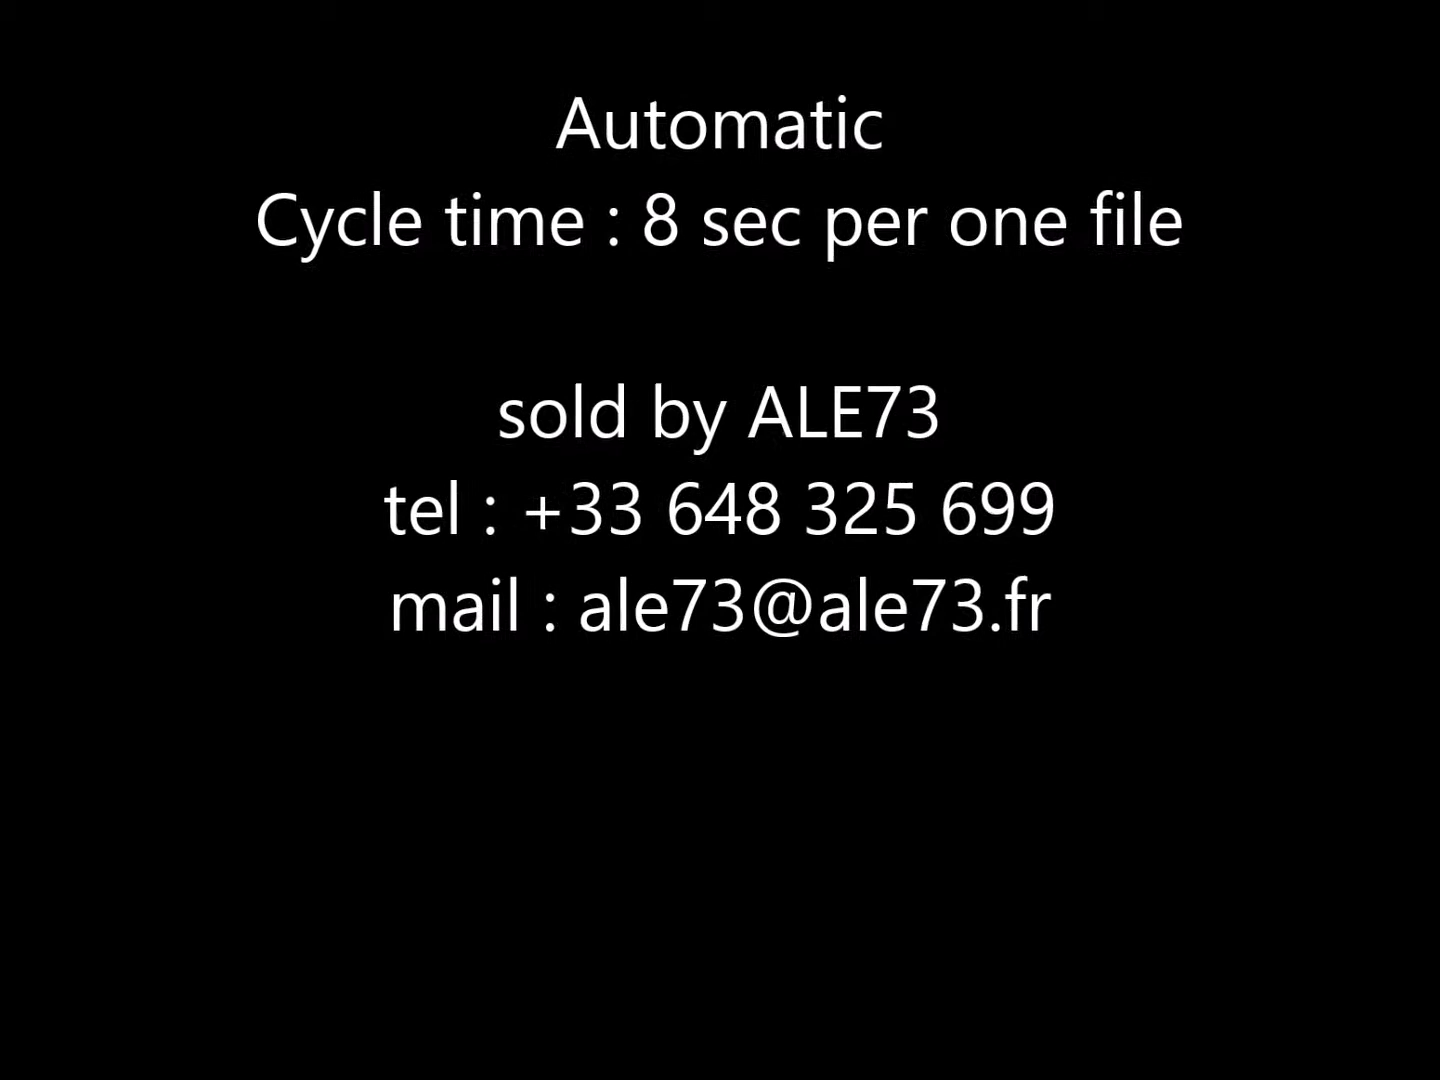 Automatic
Cycle time : 8 sec per one file
sold by ALE73
tel : +33 648 325 699
mail : ale73@ale73.fr